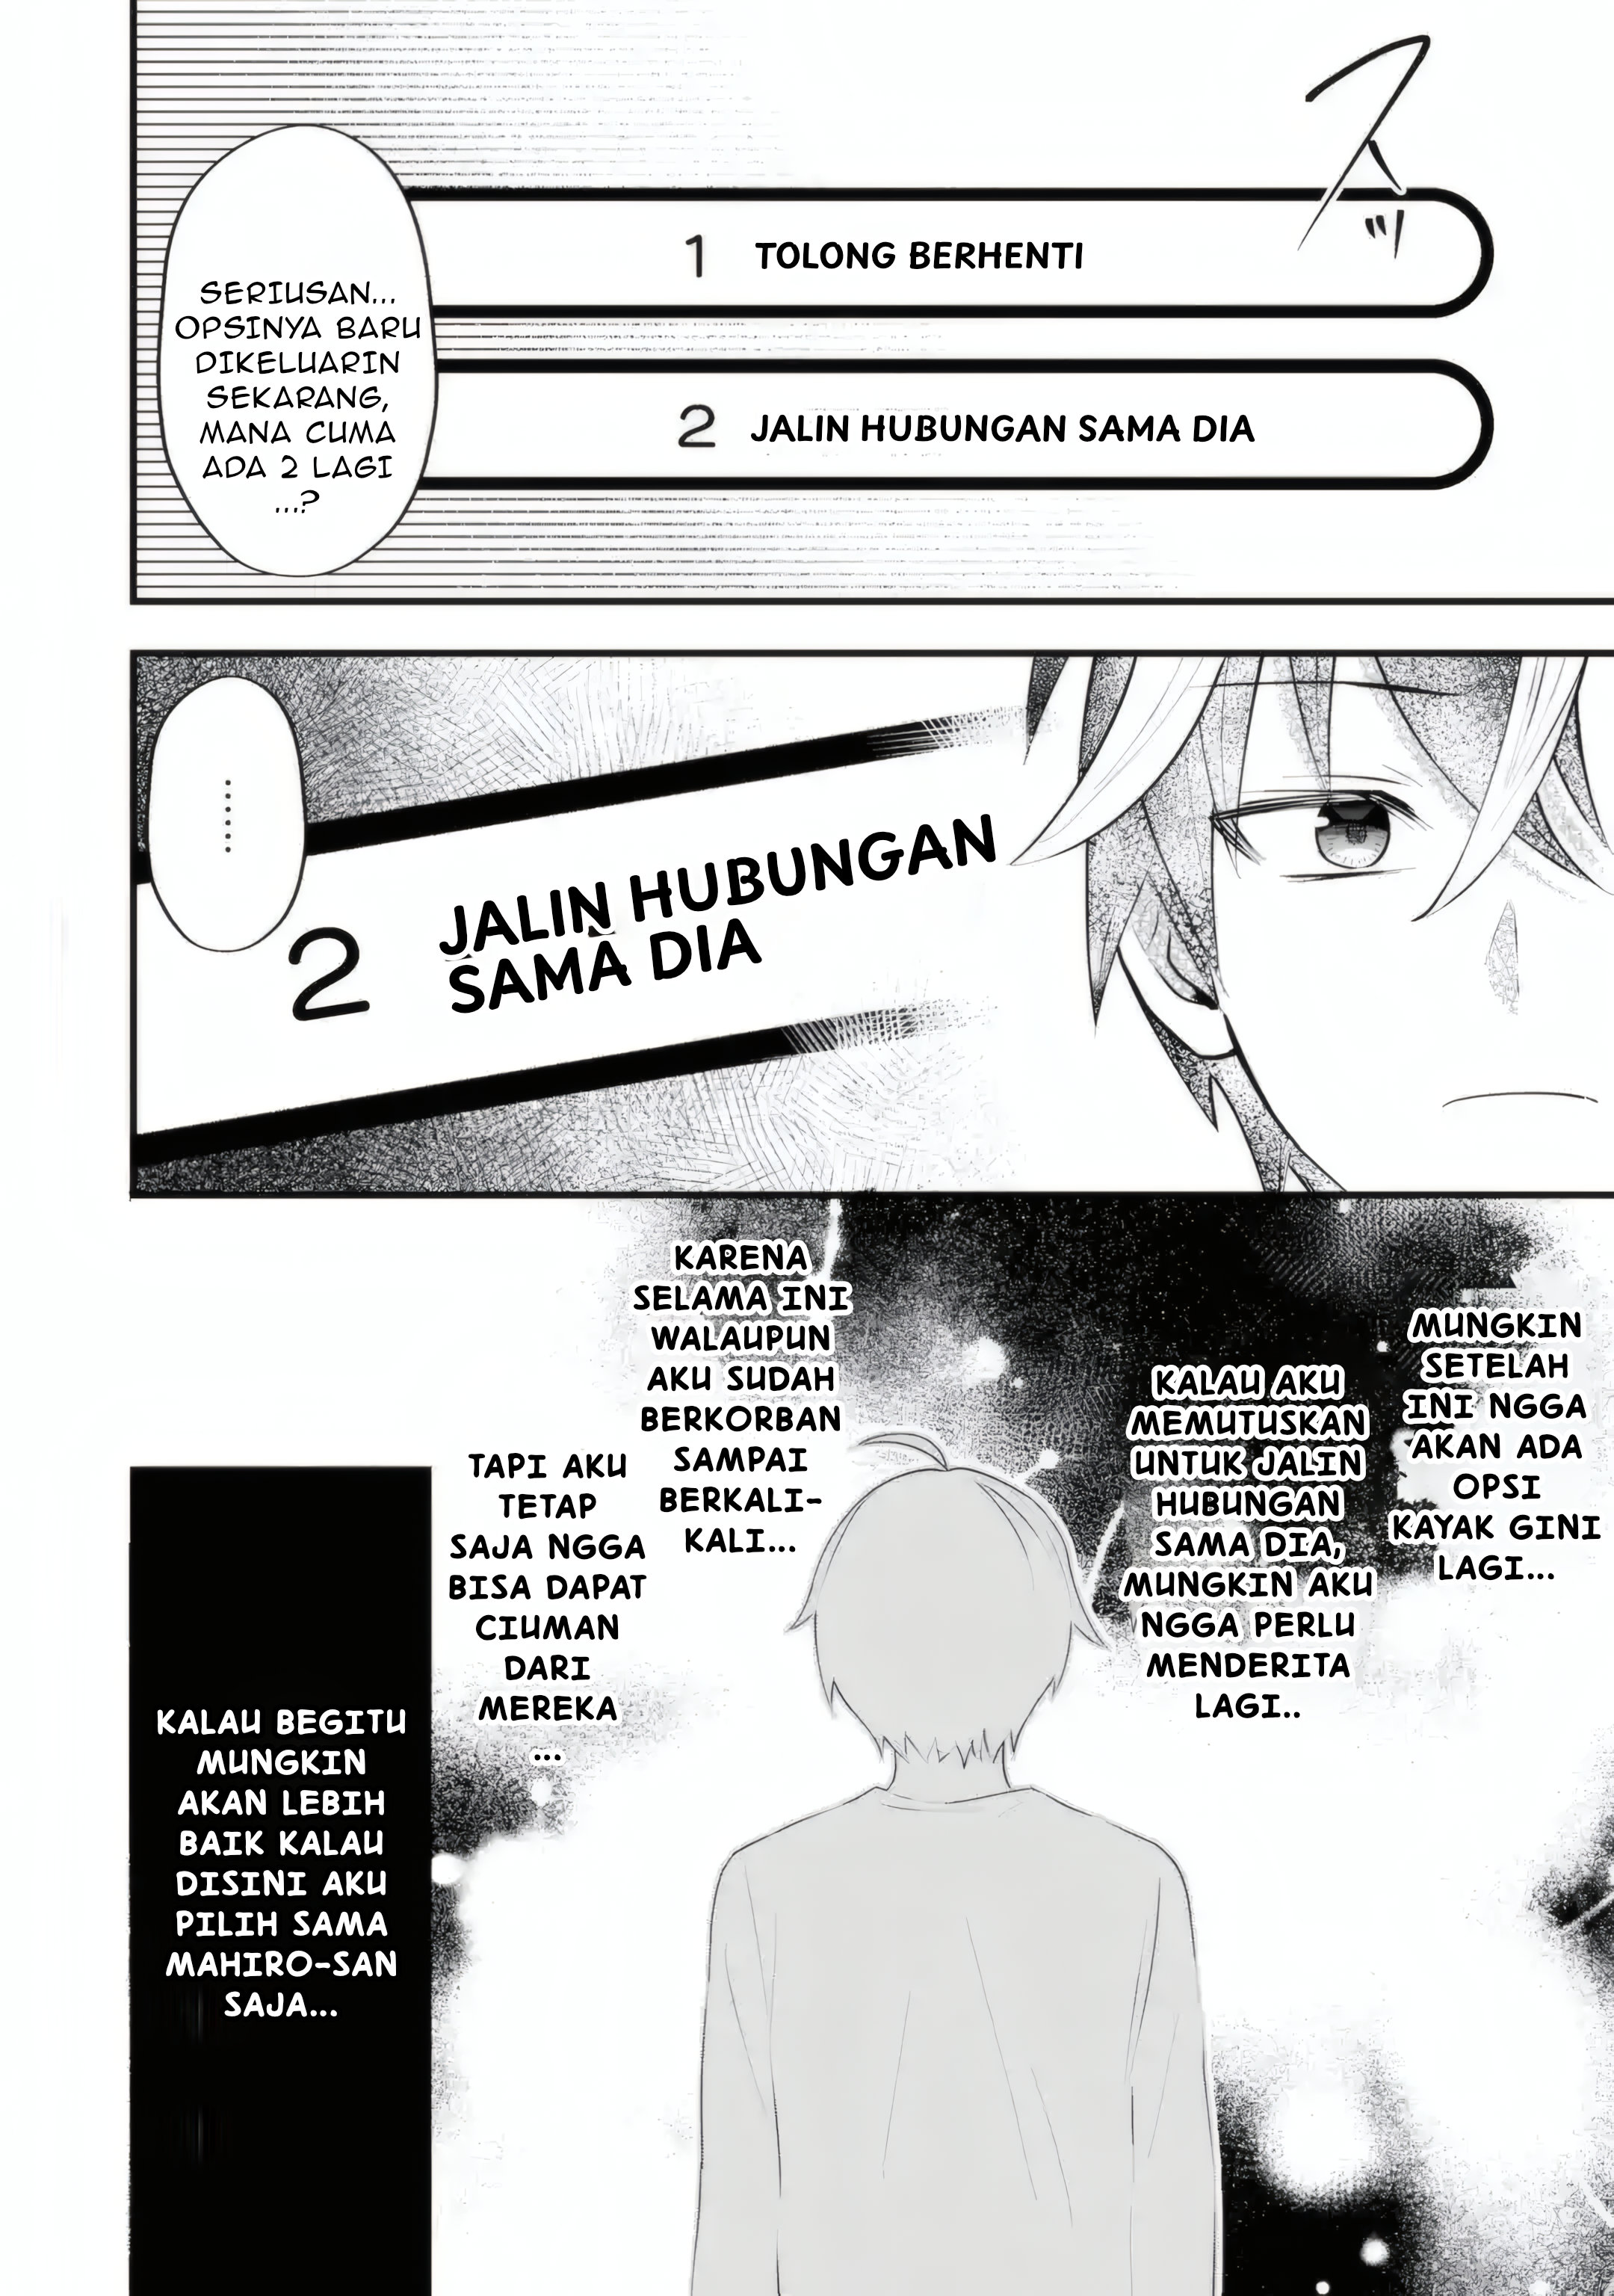 スッ
1 TOLONG BERHENTI
2 JALIN HUBUNGAN SAMA DIA
SERIUSAN...
OPSINYA BARU
DIKELUARIN
SEKARANG,
MANA CUMA
ADA 2 LAGI
...?
2 JALIN HUBUNGAN
SAMA DIA
......
MUNGKIN
SETELAH
INI NGGA
AKAN ADA
OPSI
KAYAK GINI
LAGI...
KALAU AKU
MEMUTUSKAN
UNTUK JALIN
HUBUNGAN
SAMA DIA,
MUNGKIN AKU
NGGA PERLU
MENDERITA
LAGI..
KARENA
SELAMA INI
WALAUPUN
AKU SUDAH
BERKORBAN
SAMPAI
BERKALI-
KALI...
TAPI AKU
TETAP
SAJA NGGA
BISA DAPAT
CIUMAN
DARI
MEREKA
...
KALAU BEGITU
MUNGKIN
AKAN LEBIH
BAIK KALAU
DISINI AKU
PILIH SAMA
MAHIRO-SAN
SAJA...